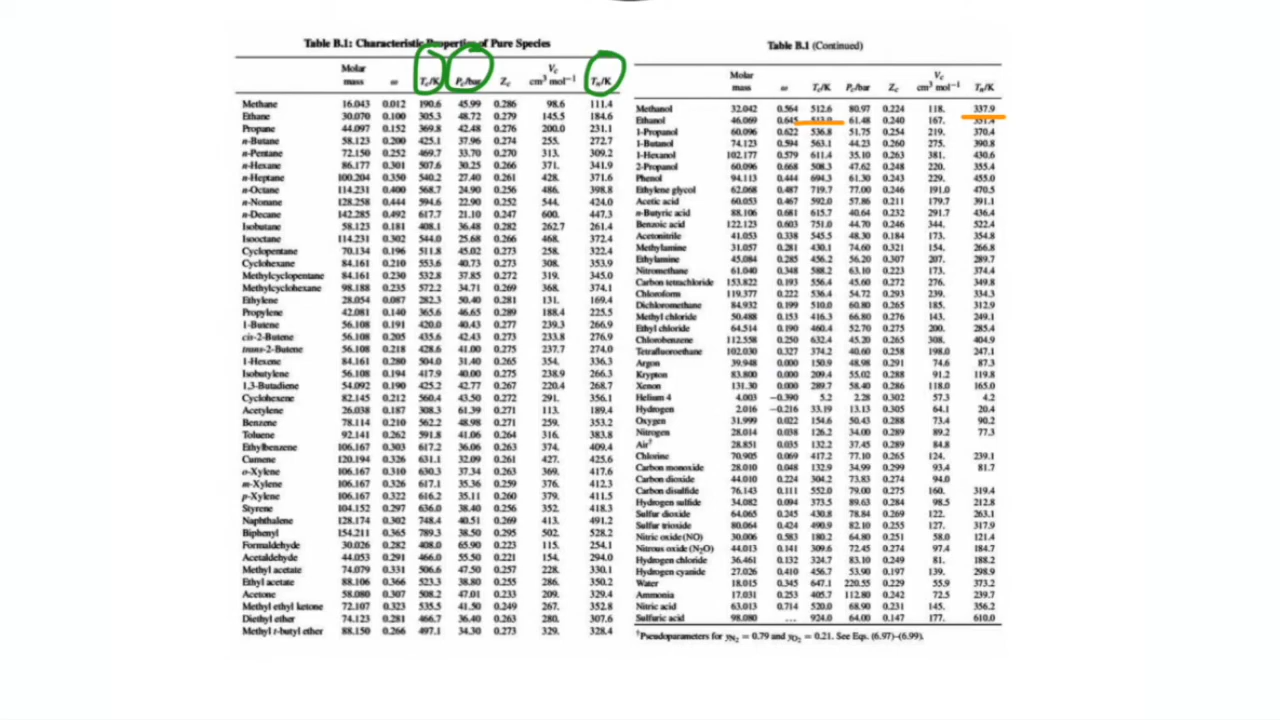 Table B.1: Characteristic Properties of Pure Species
Molar mass ω Tc/K Pc/bar Zc Vc cm³ mol⁻¹ Tn/K
Methane 16.043 0.012 190.6 45.99 0.286 98.6 111.4
Ethane 30.070 0.100 305.3 48.72 0.279 145.5 184.6
Propane 44.097 0.152 369.8 42.48 0.276 200.0 231.1
n-Butane 58.123 0.200 425.1 37.96 0.274 255. 272.7
n-Pentane 72.150 0.252 469.7 33.70 0.270 313. 309.2
n-Hexane 86.177 0.301 507.6 30.25 0.266 371. 341.9
n-Heptane 100.204 0.350 540.2 27.40 0.261 428. 371.6
n-Octane 114.231 0.400 568.7 24.90 0.256 486. 398.8
n-Nonane 128.258 0.444 594.6 22.90 0.252 544. 424.0
n-Decane 142.285 0.492 617.7 21.10 0.247 600. 447.3
Isobutane 58.123 0.181 408.1 36.48 0.282 262.7 261.4
Isooctane 114.231 0.302 544.0 25.68 0.266 468. 372.4
Cyclopentane 70.134 0.196 511.8 45.02 0.273 258. 322.4
Cyclohexane 84.161 0.210 553.6 40.73 0.273 308. 353.9
Methylcyclopentane 84.161 0.230 532.8 37.85 0.272 319. 345.0
Methylcyclohexane 98.188 0.235 572.2 34.71 0.269 368. 374.1
Ethylene 28.054 0.087 282.3 50.40 0.281 131. 169.4
Propylene 42.081 0.140 365.6 46.65 0.289 188.4 225.5
1-Butene 56.108 0.191 420.0 40.43 0.277 239.3 266.9
cis-2-Butene 56.108 0.205 435.6 42.43 0.273 233.8 276.9
trans-2-Butene 56.108 0.218 428.6 41.00 0.275 237.7 274.0
1-Hexene 84.161 0.280 504.0 31.40 0.265 354. 336.3
Isobutylene 56.108 0.194 417.9 40.00 0.275 238.9 266.3
1,3-Butadiene 54.092 0.190 425.2 42.77 0.267 220.4 268.7
Cyclohexene 82.145 0.212 560.4 43.50 0.272 291. 356.1
Acetylene 26.038 0.187 308.3 61.39 0.271 113. 189.4
Benzene 78.114 0.210 562.2 48.98 0.271 259. 353.2
Toluene 92.141 0.262 591.8 41.06 0.264 316. 383.8
Ethylbenzene 106.167 0.303 617.2 36.06 0.263 374. 409.4
Cumene 120.194 0.326 631.1 32.09 0.261 427. 425.6
o-Xylene 106.167 0.310 630.3 37.34 0.263 369. 417.6
m-Xylene 106.167 0.326 617.1 35.36 0.259 376. 412.3
p-Xylene 106.167 0.322 616.2 35.11 0.260 379. 411.5
Styrene 104.152 0.297 636.0 38.40 0.256 352. 418.3
Naphthalene 128.174 0.302 748.4 40.51 0.269 413. 491.2
Biphenyl 154.211 0.365 789.3 38.50 0.295 502. 528.2
Formaldehyde 30.026 0.282 408.0 65.90 0.223 115. 254.1
Acetaldehyde 44.053 0.291 466.0 55.50 0.221 154. 294.0
Methyl acetate 74.079 0.331 506.6 47.50 0.257 228. 330.1
Ethyl acetate 88.106 0.366 523.3 38.80 0.255 286. 350.2
Acetone 58.080 0.307 508.2 47.01 0.233 209. 329.4
Methyl ethyl ketone 72.107 0.323 535.5 41.50 0.249 267. 352.8
Diethyl ether 74.123 0.281 466.7 36.40 0.263 280. 307.6
Methyl t-butyl ether 88.150 0.266 497.1 34.30 0.273 329. 328.4
Table B.1 (Continued)
Molar mass ω Tc/K Pc/bar Zc Vc cm³ mol⁻¹ Tn/K
Methanol 32.042 0.564 512.6 80.97 0.224 118. 337.9
Ethanol 46.069 0.645 513.9 61.48 0.240 167. 351.4
1-Propanol 60.096 0.622 536.8 51.75 0.254 219. 370.4
1-Butanol 74.123 0.594 563.1 44.23 0.260 275. 390.8
1-Hexanol 102.177 0.579 611.4 35.10 0.263 381. 430.6
2-Propanol 60.096 0.668 508.3 47.62 0.248 220. 355.4
Phenol 94.113 0.444 694.3 61.30 0.243 229. 455.0
Ethylene glycol 62.068 0.487 719.7 77.00 0.246 191.0 470.5
Acetic acid 60.053 0.467 592.0 57.86 0.211 179.7 391.1
n-Butyric acid 88.106 0.681 615.7 40.64 0.232 291.7 436.4
Benzoic acid 122.123 0.603 751.0 44.70 0.246 344. 522.4
Acetonitrile 41.053 0.338 545.5 48.30 0.184 173. 354.8
Methylamine 31.057 0.281 430.1 74.60 0.321 154. 266.8
Ethylamine 45.084 0.285 456.2 56.20 0.307 207. 289.7
Nitromethane 61.040 0.348 588.2 63.10 0.223 173. 374.4
Carbon tetrachloride 153.822 0.193 556.4 45.60 0.272 276. 349.8
Chloroform 119.377 0.222 536.4 54.72 0.293 239. 334.3
Dichloromethane 84.932 0.199 510.0 60.80 0.265 185. 312.9
Methyl chloride 50.488 0.153 416.3 66.80 0.276 143. 249.1
Ethyl chloride 64.514 0.190 460.4 52.70 0.275 200. 285.4
Chlorobenzene 112.558 0.250 632.4 45.20 0.265 308. 404.9
Tetrafluoroethane 102.030 0.327 374.2 40.60 0.258 198.0 247.1
Argon 39.948 0.000 150.9 48.98 0.291 74.6 87.3
Krypton 83.800 0.000 209.4 55.02 0.288 91.2 119.8
Xenon 131.30 0.000 289.7 58.40 0.286 118.0 165.0
Helium 4 4.003 −0.390 5.2 2.28 0.302 57.3 4.2
Hydrogen 2.016 −0.216 33.19 13.13 0.305 64.1 20.4
Oxygen 31.999 0.022 154.6 50.43 0.288 73.4 90.2
Nitrogen 28.014 0.038 126.2 34.00 0.289 89.2 77.3
Air† 28.851 0.035 132.2 37.45 0.289 84.8
Chlorine 70.905 0.069 417.2 77.10 0.265 124. 239.1
Carbon monoxide 28.010 0.048 132.9 34.99 0.299 93.4 81.7
Carbon dioxide 44.010 0.224 304.2 73.83 0.274 94.0
Carbon disulfide 76.143 0.111 552.0 79.00 0.275 160. 319.4
Hydrogen sulfide 34.082 0.094 373.5 89.63 0.284 98.5 212.8
Sulfur dioxide 64.065 0.245 430.8 78.84 0.269 122. 263.1
Sulfur trioxide 80.064 0.424 490.9 82.10 0.255 127. 317.9
Nitric oxide (NO) 30.006 0.583 180.2 64.80 0.251 58.0 121.4
Nitrous oxide (N₂O) 44.013 0.141 309.6 72.45 0.274 97.4 184.7
Hydrogen chloride 36.461 0.132 324.7 83.10 0.249 81. 188.2
Hydrogen cyanide 27.026 0.410 456.7 53.90 0.197 139. 298.9
Water 18.015 0.345 647.1 220.55 0.229 55.9 373.2
Ammonia 17.031 0.253 405.7 112.80 0.242 72.5 239.7
Nitric acid 63.013 0.714 520.0 68.90 0.231 145. 356.2
Sulfuric acid 98.080 ... 924.0 64.00 0.147 177. 610.0
†Pseudoparameters for yN₂ = 0.79 and yO₂ = 0.21. See Eqs. (6.97)–(6.99).